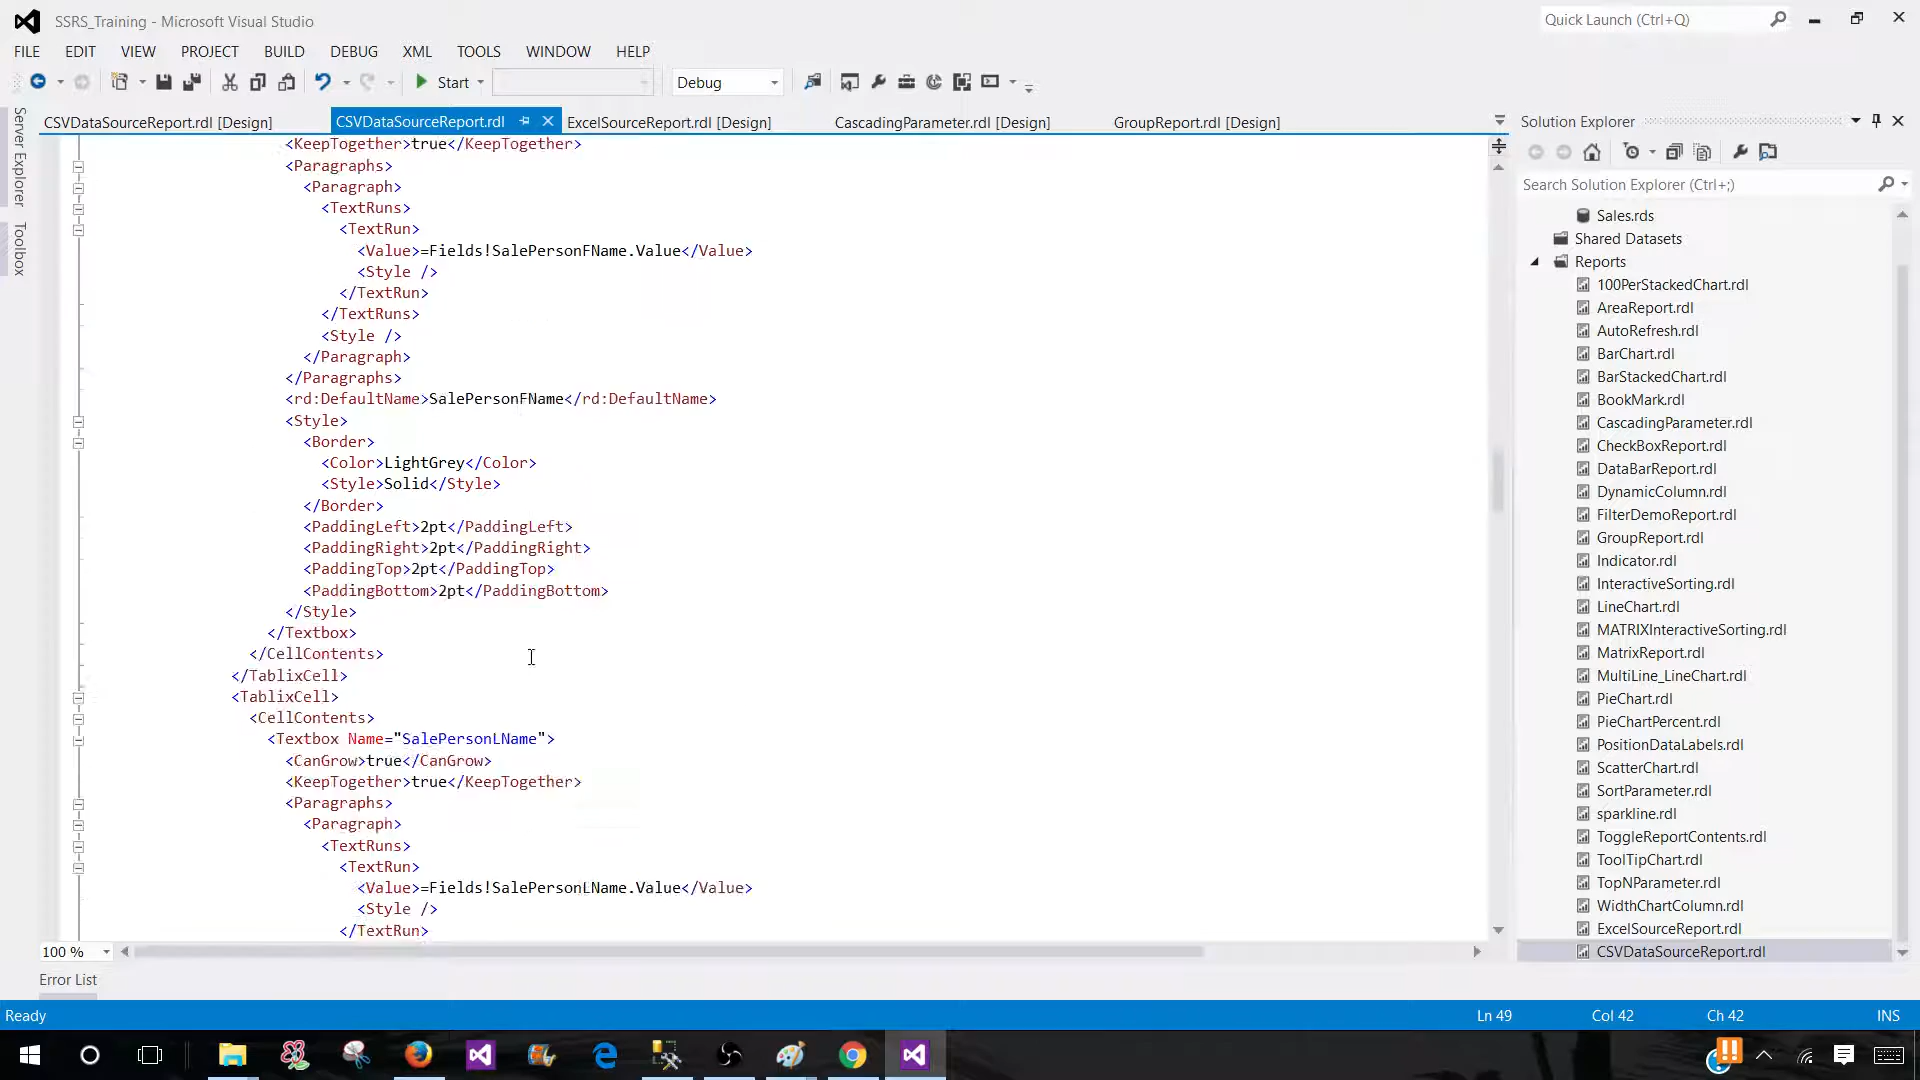 SSRS_Training - Microsoft Visual Studio
Quick Launch (Ctrl+Q)
FILE EDIT VIEW PROJECT BUILD DEBUG XML TOOLS WINDOW HELP
Start Debug
CSVDataSourceReport.rdl [Design] CSVDataSourceReport.rdl ExcelSourceReport.rdl [Design] CascadingParameter.rdl [Design] GroupReport.rdl [Design]
Server Explorer
Toolbox
<KeepTogether>true</KeepTogether>
<Paragraphs>
<Paragraph>
<TextRuns>
<TextRun>
<Value>=Fields!SalePersonFName.Value</Value>
<Style />
</TextRun>
</TextRuns>
<Style />
</Paragraph>
</Paragraphs>
<rd:DefaultName>SalePersonFName</rd:DefaultName>
<Style>
<Border>
<Color>LightGrey</Color>
<Style>Solid</Style>
</Border>
<PaddingLeft>2pt</PaddingLeft>
<PaddingRight>2pt</PaddingRight>
<PaddingTop>2pt</PaddingTop>
<PaddingBottom>2pt</PaddingBottom>
</Style>
</Textbox>
</CellContents>
</TablixCell>
<TablixCell>
<CellContents>
<Textbox Name="SalePersonLName">
<CanGrow>true</CanGrow>
<KeepTogether>true</KeepTogether>
<Paragraphs>
<Paragraph>
<TextRuns>
<TextRun>
<Value>=Fields!SalePersonLName.Value</Value>
<Style />
</TextRun>
100 %
Error List
Solution Explorer
Search Solution Explorer (Ctrl+;)
Sales.rds
Shared Datasets
Reports
100PerStackedChart.rdl
AreaReport.rdl
AutoRefresh.rdl
BarChart.rdl
BarStackedChart.rdl
BookMark.rdl
CascadingParameter.rdl
CheckBoxReport.rdl
DataBarReport.rdl
DynamicColumn.rdl
FilterDemoReport.rdl
GroupReport.rdl
Indicator.rdl
InteractiveSorting.rdl
LineChart.rdl
MATRIXInteractiveSorting.rdl
MatrixReport.rdl
MultiLine_LineChart.rdl
PieChart.rdl
PieChartPercent.rdl
PositionDataLabels.rdl
ScatterChart.rdl
SortParameter.rdl
sparkline.rdl
ToggleReportContents.rdl
ToolTipChart.rdl
TopNParameter.rdl
WidthChartColumn.rdl
ExcelSourceReport.rdl
CSVDataSourceReport.rdl
Ready Ln 49 Col 42 Ch 42 INS